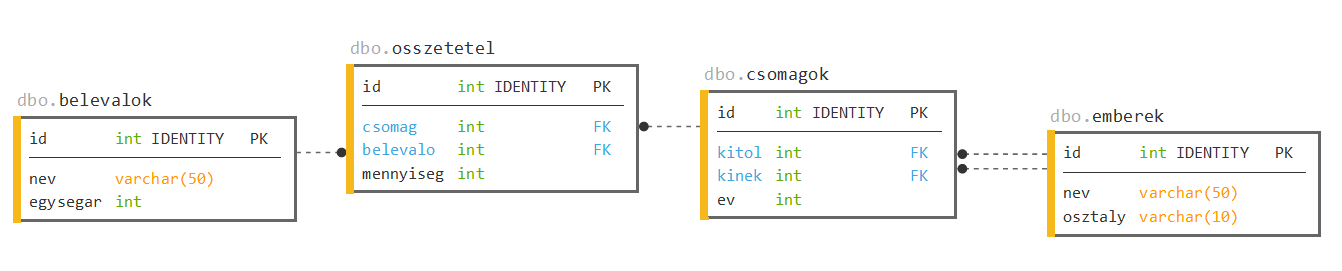 dbo.belevalok
id int IDENTITY PK
nev varchar(50)
egysegar int
dbo.osszetetel
id int IDENTITY PK
csomag int FK
belevalo int FK
mennyiseg int
dbo.csomagok
id int IDENTITY PK
kitol int FK
kinek int FK
ev int
dbo.emberek
id int IDENTITY PK
nev varchar(50)
osztaly varchar(10)